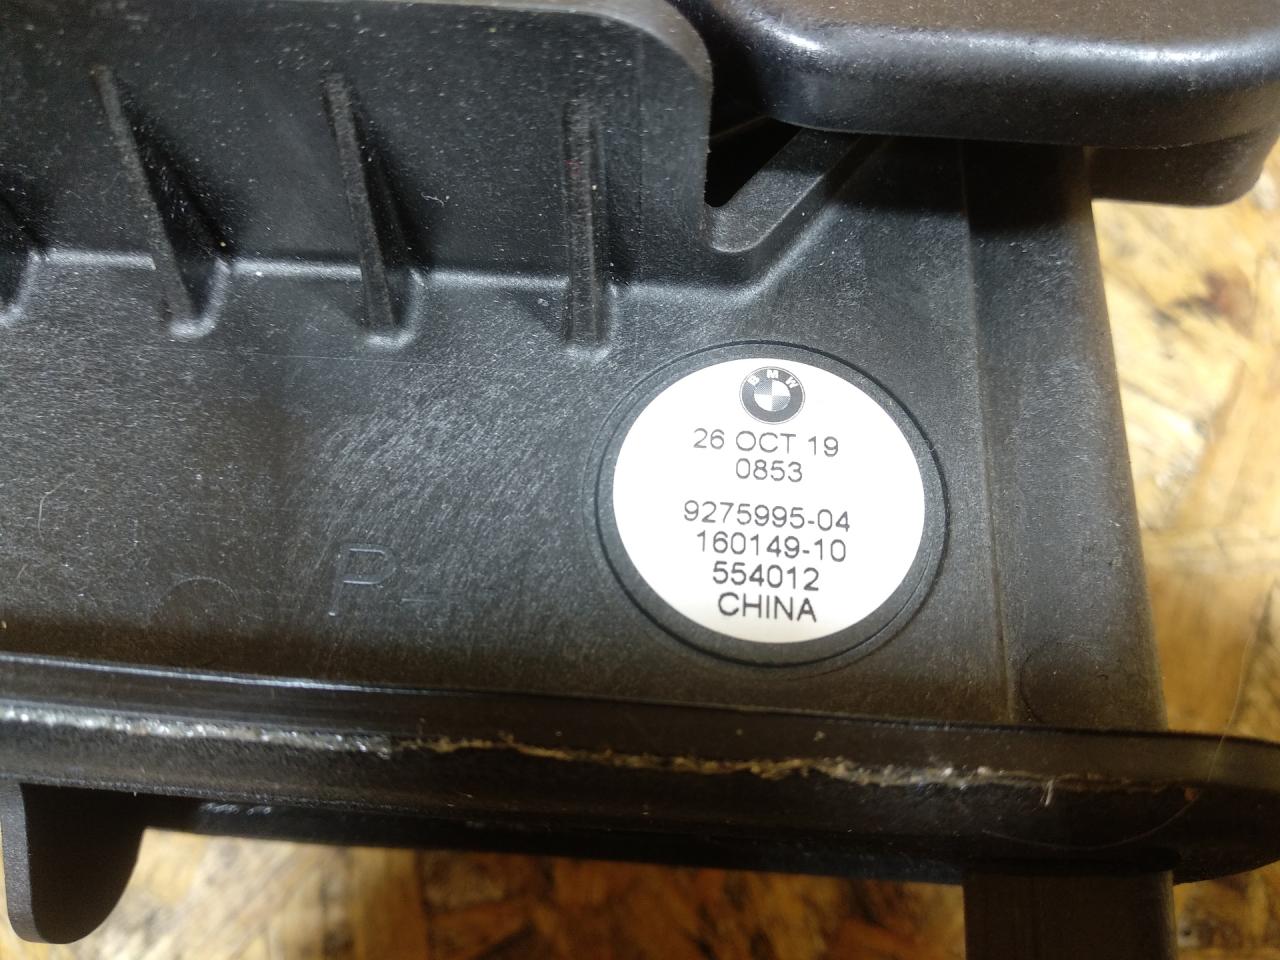 BMW
26 OCT 19
0853
9275995-04
160149-10
554012
CHINA
P